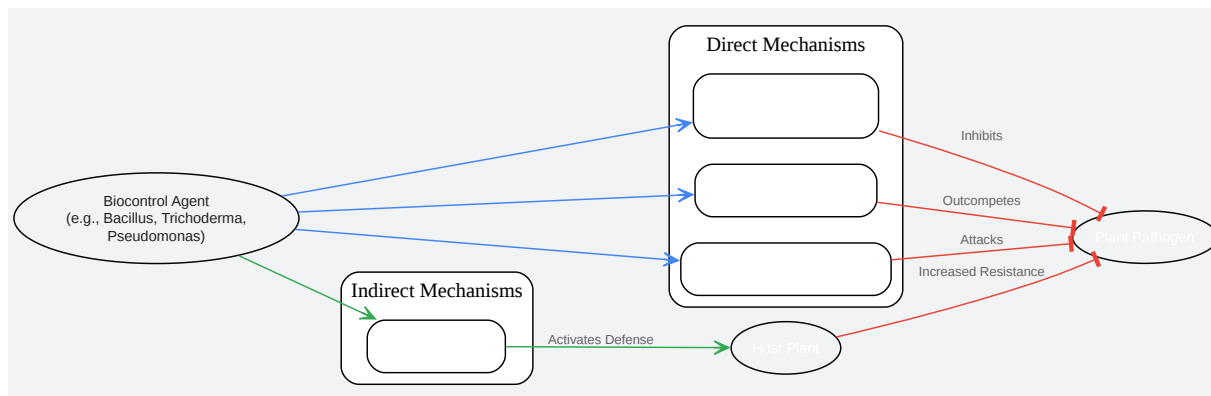 Direct Mechanisms
Inhibits
Biocontrol Agent
(e.g., Bacillus, Trichoderma,
Pseudomonas)
Outcompetes
Plant Pathogen
Attacks
Increased Resistance
Indirect Mechanisms
Activates Defense
Host Plant